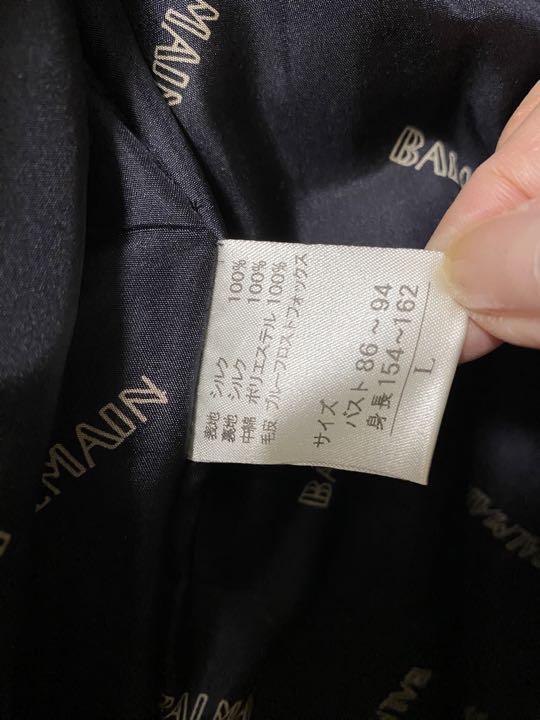 表地 シルク 100%
裏地 シルク 100%
中綿 ポリエステル 100%
毛皮 ブルーフロストフォックス
サイズ
バスト 86～94
身長 154～162
L
BALMAIN
BALMAIN